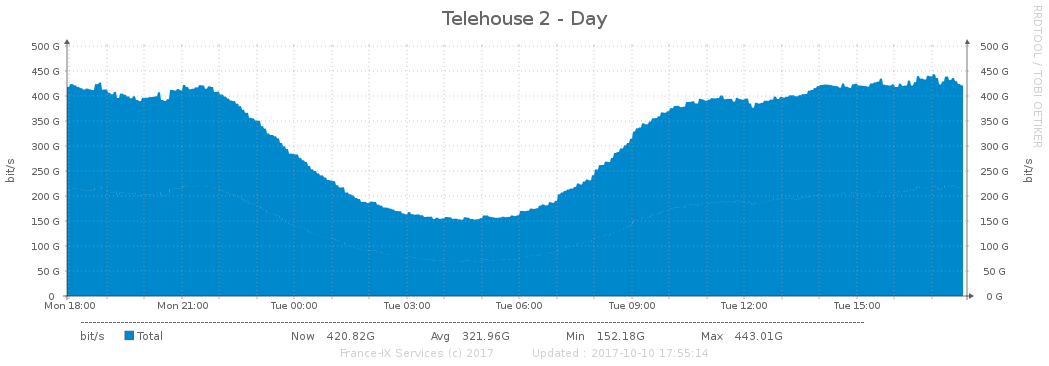 Telehouse 2 - Day
RRDTOOL / TOBI OETIKER
500 G 500 G
450 G 450 G
400 G 400 G
350 G 350 G
300 G 300 G
250 G 250 G
200 G 200 G
150 G 150 G
100 G 100 G
50 G 50 G
0 0 G
bit/s bit/s
Mon 18:00 Mon 21:00 Tue 00:00 Tue 03:00 Tue 06:00 Tue 09:00 Tue 12:00 Tue 15:00
bit/s Total Now 420.82G Avg 321.96G Min 152.18G Max 443.01G
France-IX Services (c) 2017 Updated : 2017-10-10 17:55:14